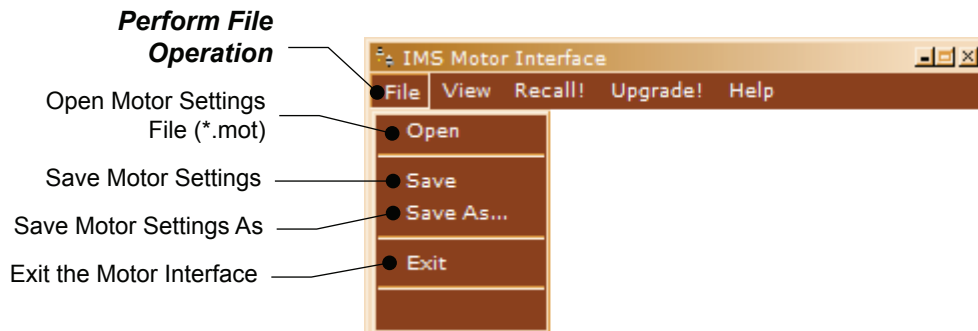 Perform File
Operation
Open Motor Settings
File (*.mot)
Save Motor Settings
Save Motor Settings As
Exit the Motor Interface
IMS Motor Interface
File View Recall! Upgrade! Help
Open
Save
Save As...
Exit